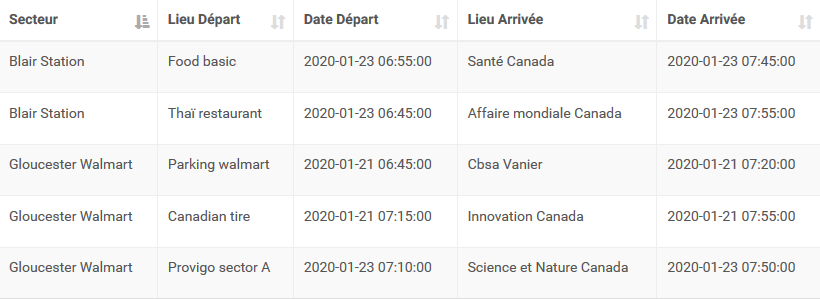 Secteur Lieu Départ Date Départ Lieu Arrivée Date Arrivée
Blair Station Food basic 2020-01-23 06:55:00 Santé Canada 2020-01-23 07:45:00
Blair Station Thaï restaurant 2020-01-23 06:45:00 Affaire mondiale Canada 2020-01-23 07:55:00
Gloucester Walmart Parking walmart 2020-01-21 06:45:00 Cbsa Vanier 2020-01-21 07:20:00
Gloucester Walmart Canadian tire 2020-01-21 07:15:00 Innovation Canada 2020-01-21 07:55:00
Gloucester Walmart Provigo sector A 2020-01-23 07:10:00 Science et Nature Canada 2020-01-23 07:50:00